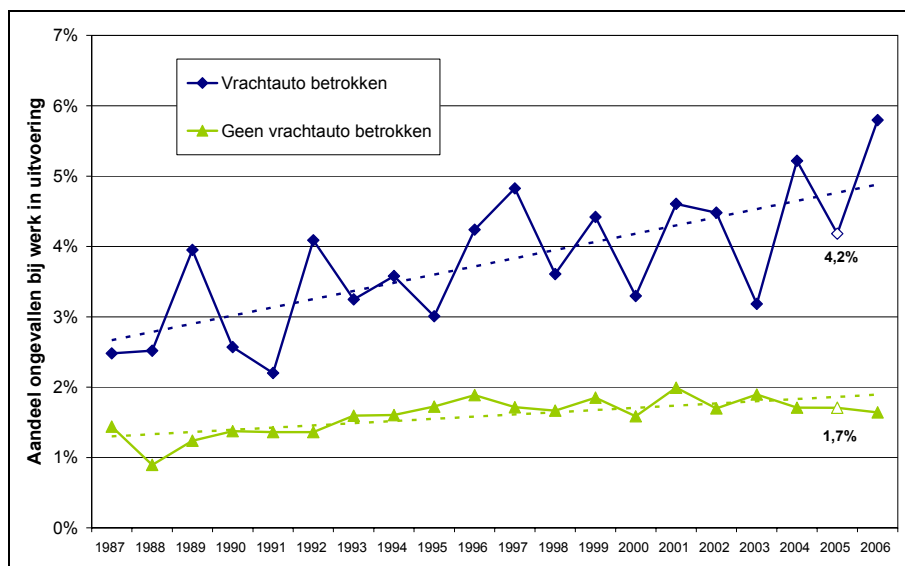 Aandeel ongevallen bij werk in uitvoering
7%
6%
5%
4%
3%
2%
1%
0%
Vrachtauto betrokken
Geen vrachtauto betrokken
4,2%
1,7%
1987 1988 1989 1990 1991 1992 1993 1994 1995 1996 1997 1998 1999 2000 2001 2002 2003 2004 2005 2006